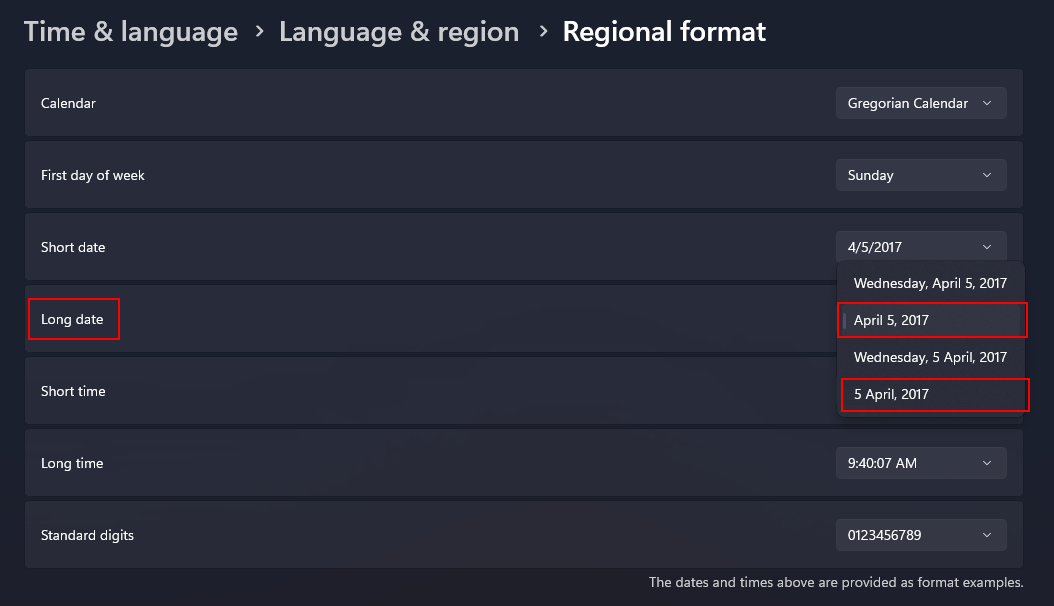 Time & language > Language & region > Regional format
Calendar
Gregorian Calendar
First day of week
Sunday
Short date
4/5/2017
Wednesday, April 5, 2017
Long date
April 5, 2017
Wednesday, 5 April, 2017
Short time
5 April, 2017
Long time
9:40:07 AM
Standard digits
0123456789
The dates and times above are provided as format examples.